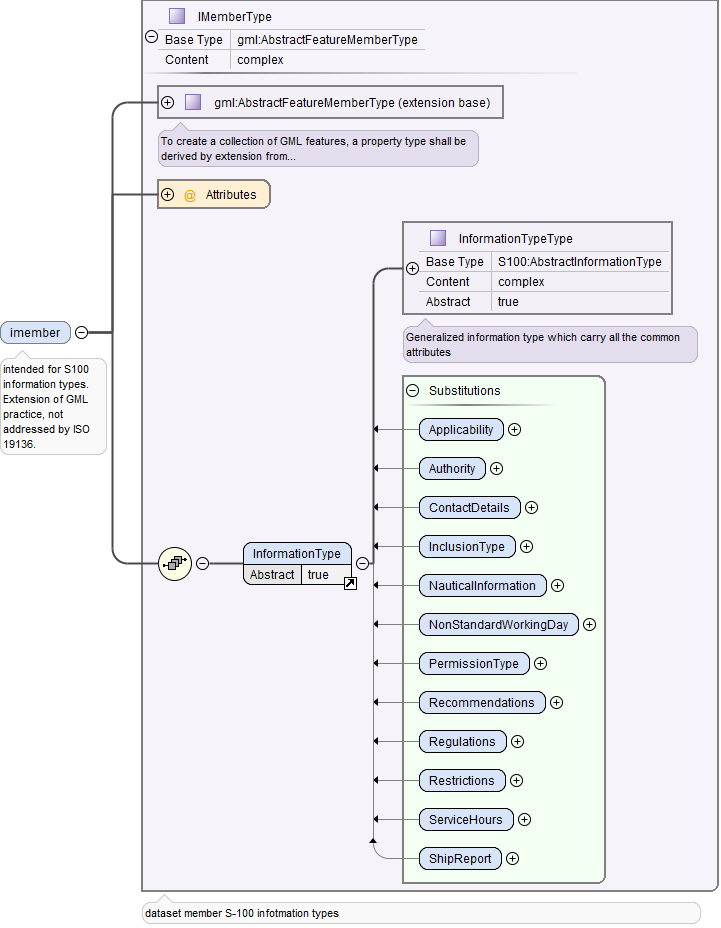 IMemberType
Base Type gml:AbstractFeatureMemberType
Content complex
gml:AbstractFeatureMemberType (extension base)
To create a collection of GML features, a property type shall be
derived by extension from...
@ Attributes
InformationTypeType
Base Type S100:AbstractInformationType
Content complex
Abstract true
Generalized information type which carry all the common
attributes
imember
intended for S100
information types.
Extension of GML
practice, not
addressed by ISO
19136.
InformationType
Abstract true
Substitutions
Applicability
Authority
ContactDetails
InclusionType
NauticalInformation
NonStandardWorkingDay
PermissionType
Recommendations
Regulations
Restrictions
ServiceHours
ShipReport
dataset member S-100 infotmation types